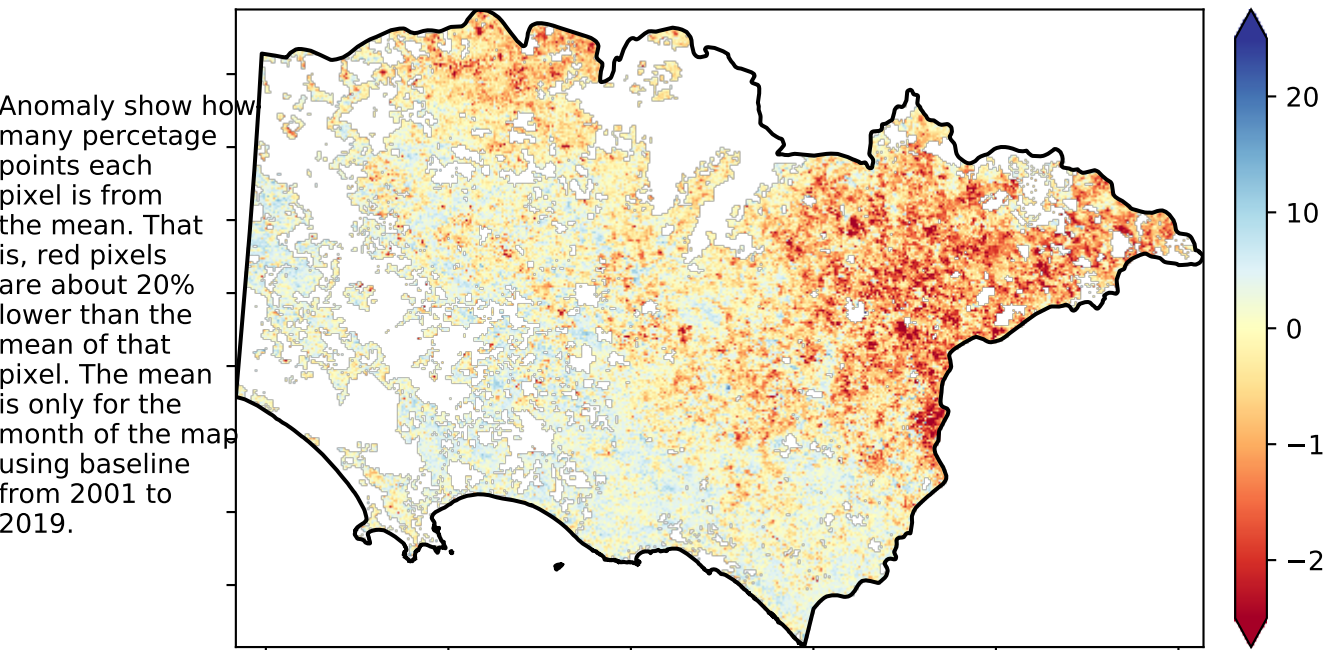 Anomaly show how
many percetage
points each
pixel is from
the mean. That
is, red pixels
are about 20%
lower than the
mean of that
pixel. The mean
is only for the
month of the map
using baseline
from 2001 to
2019.
20
10
0
−1
−2